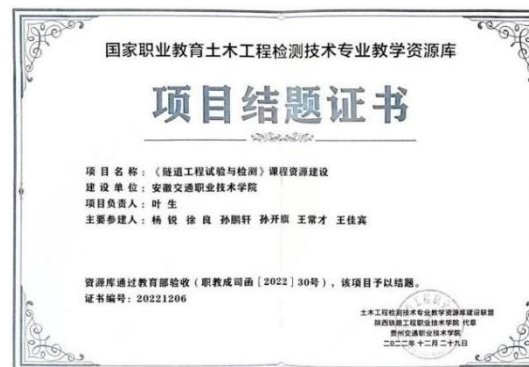 国家职业教育土木工程检测技术专业教学资源库
项目结题证书
项 目 名 称：《隧道工程试验与检测》课程资源建设
建 设 单 位：安徽交通职业技术学院
项目负责人：叶 生
主要参建人：杨 锐 徐 良 孙鹏轩 孙开旗 王常才 王佳宾
资源库通过教育部验收（职教成司函［2022］30号），该项目予以结题。
证书编号：20221206
土木工程检测技术专业教学资源库建设联盟
陕西铁路工程职业技术学院 代章
贵州交通职业技术学院
二〇二二年 十二月 二十九日